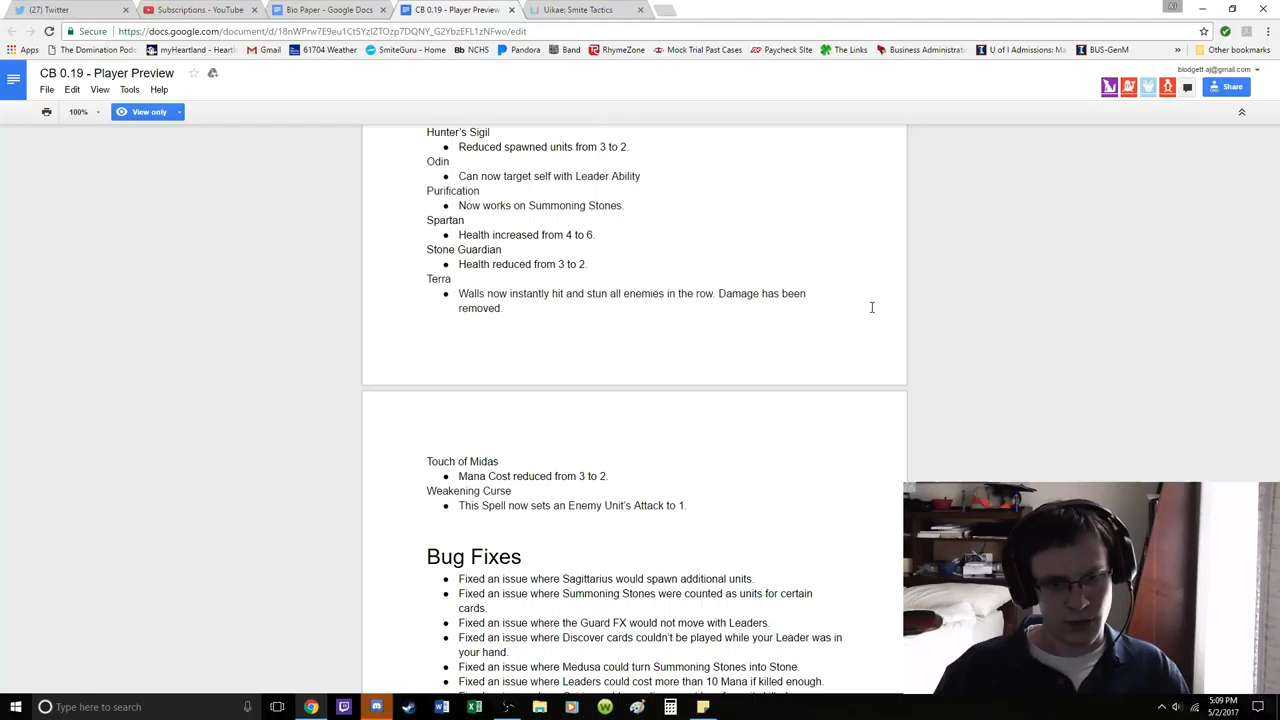 (27) Twitter
Subscriptions - YouTube
Bio Paper - Google Docs
CB 0.19 - Player Preview
Uikae: Smite Tactics
AJ
Secure
https://docs.google.com/document/d/18nWPrw7E9eu1Ct5YzIZTOzp7DQNY_G2YbzEFL1zNFwo/edit
Apps
The Domination Pod
myHeartland - Heartl
Gmail
61704 Weather
SmiteGuru - Home
NCHS
Pandora
Band
RhymeZone
Mock Trial Past Cases
Paycheck Site
The Links
Business Administrati
U of I Admissions: Ma
BUS-GenM
Other bookmarks
CB 0.19 - Player Preview
blodgett.aj@gmail.com
File Edit View Tools Help
Share
100%
View only
Hunter's Sigil
● Reduced spawned units from 3 to 2.
Odin
● Can now target self with Leader Ability
Purification
● Now works on Summoning Stones.
Spartan
● Health increased from 4 to 6.
Stone Guardian
● Health reduced from 3 to 2.
Terra
● Walls now instantly hit and stun all enemies in the row. Damage has been
removed.
Touch of Midas
● Mana Cost reduced from 3 to 2.
Weakening Curse
● This Spell now sets an Enemy Unit's Attack to 1.
Bug Fixes
● Fixed an issue where Sagittarius would spawn additional units.
● Fixed an issue where Summoning Stones were counted as units for certain
cards.
● Fixed an issue where the Guard FX would not move with Leaders.
● Fixed an issue where Discover cards couldn't be played while your Leader was in
your hand.
● Fixed an issue where Medusa could turn Summoning Stones into Stone.
● Fixed an issue where Leaders could cost more than 10 Mana if killed enough.
Type here to search
5:09 PM
5/2/2017